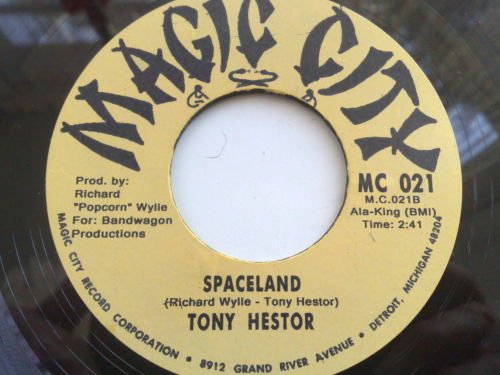 MAGIC CITY
Prod. by:
Richard
"Popcorn" Wylie
For: Bandwagon
Productions
MC 021
M.C.021B
Ala-King (BMI)
Time: 2:41
SPACELAND
(Richard Wylie - Tony Hestor)
TONY HESTOR
MAGIC CITY RECORD CORPORATION • 8912 GRAND RIVER AVENUE • DETROIT, MICHIGAN 48204